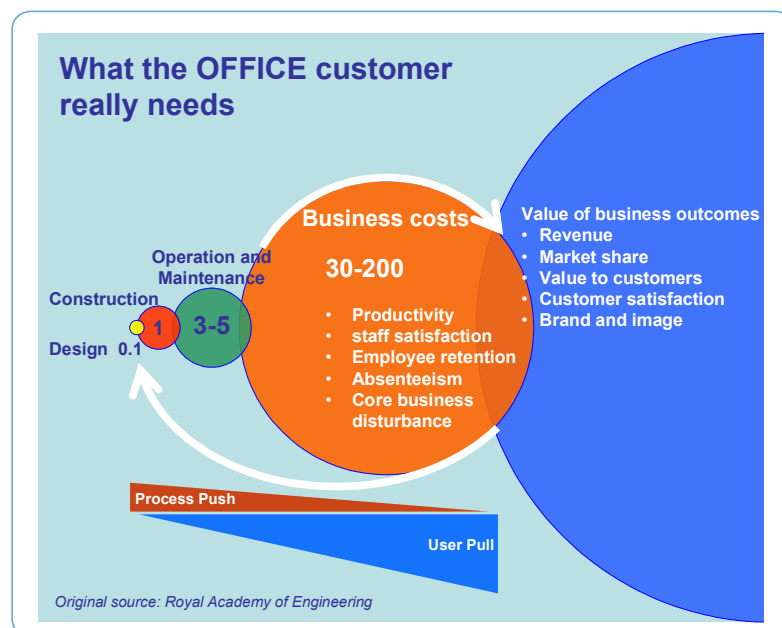 What the OFFICE customer
really needs
Business costs
30-200
• Productivity
• staff satisfaction
• Employee retention
• Absenteeism
• Core business
disturbance
Value of business outcomes
• Revenue
• Market share
• Value to customers
• Customer satisfaction
• Brand and image
Operation and
Maintenance
3-5
Construction
1
Design 0.1
Process Push
User Pull
Original source: Royal Academy of Engineering